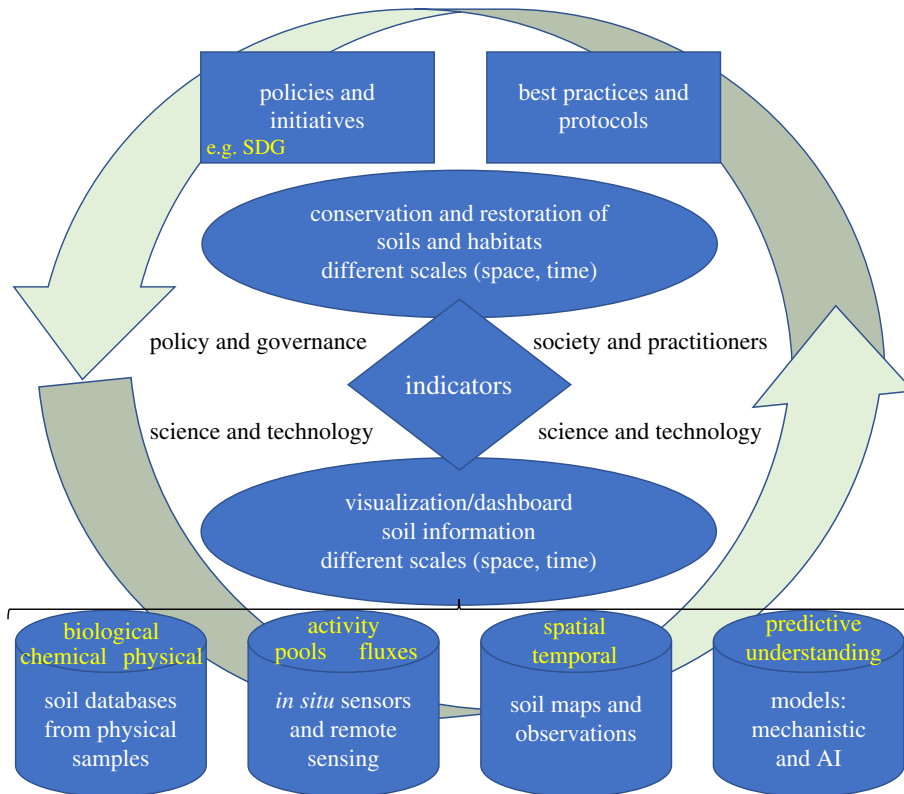 policies and
initiatives
e.g. SDG
best practices and
protocols
conservation and restoration of
soils and habitats
different scales (space, time)
policy and governance
society and practitioners
indicators
science and technology
science and technology
visualization/dashboard
soil information
different scales (space, time)
biological
chemical physical
soil databases
from physical
samples
activity
pools fluxes
in situ sensors
and remote
sensing
spatial
temporal
soil maps and
observations
predictive
understanding
models:
mechanistic
and AI